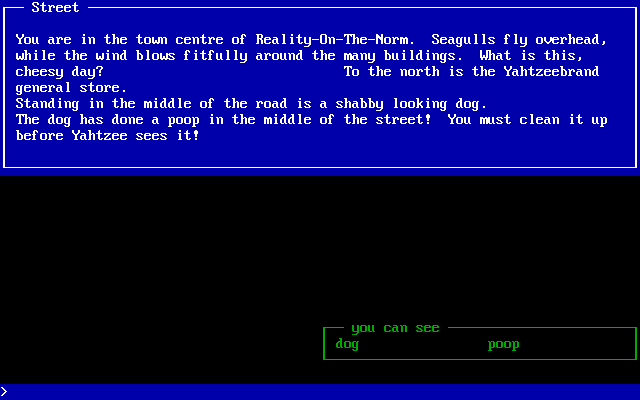 Street
You are in the town centre of Reality-On-The-Norm.  Seagulls fly overhead,
while the wind blows fitfully around the many buildings.  What is this,
cheesy day?                              To the north is the Yahtzeebrand
general store.
Standing in the middle of the road is a shabby looking dog.
The dog has done a poop in the middle of the street!  You must clean it up
before Yahtzee sees it!
you can see
dog                poop
>